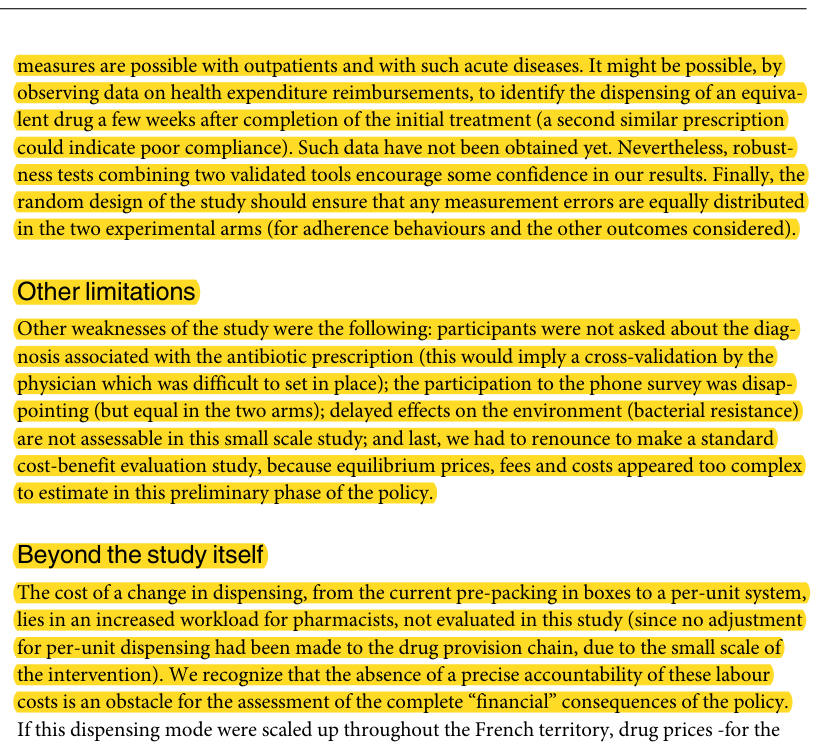 measures are possible with outpatients and with such acute diseases. It might be possible, by
observing data on health expenditure reimbursements, to identify the dispensing of an equiva-
lent drug a few weeks after completion of the initial treatment (a second similar prescription
could indicate poor compliance). Such data have not been obtained yet. Nevertheless, robust-
ness tests combining two validated tools encourage some confidence in our results. Finally, the
random design of the study should ensure that any measurement errors are equally distributed
in the two experimental arms (for adherence behaviours and the other outcomes considered).
Other limitations
Other weaknesses of the study were the following: participants were not asked about the diag-
nosis associated with the antibiotic prescription (this would imply a cross-validation by the
physician which was difficult to set in place); the participation to the phone survey was disap-
pointing (but equal in the two arms); delayed effects on the environment (bacterial resistance)
are not assessable in this small scale study; and last, we had to renounce to make a standard
cost-benefit evaluation study, because equilibrium prices, fees and costs appeared too complex
to estimate in this preliminary phase of the policy.
Beyond the study itself
The cost of a change in dispensing, from the current pre-packing in boxes to a per-unit system,
lies in an increased workload for pharmacists, not evaluated in this study (since no adjustment
for per-unit dispensing had been made to the drug provision chain, due to the small scale of
the intervention). We recognize that the absence of a precise accountability of these labour
costs is an obstacle for the assessment of the complete “financial” consequences of the policy.
If this dispensing mode were scaled up throughout the French territory, drug prices -for the